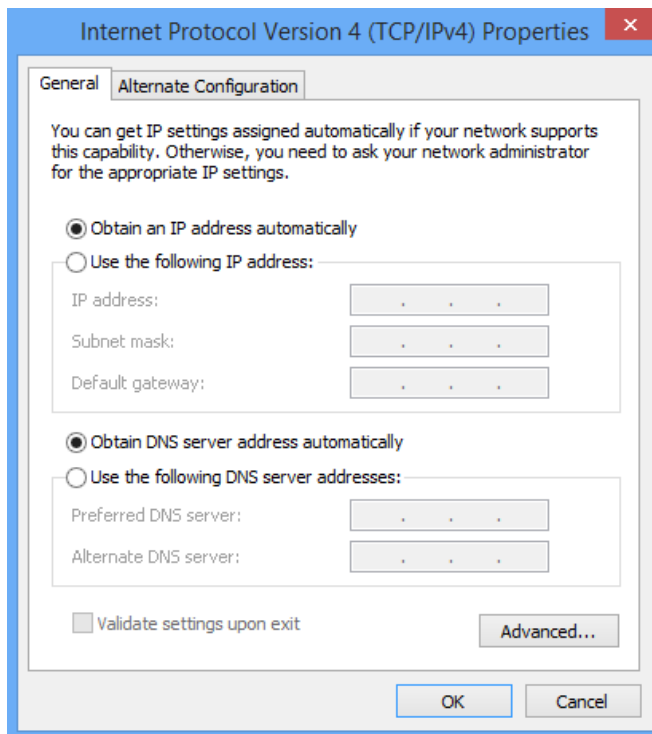 Internet Protocol Version 4 (TCP/IPv4) Properties
General
Alternate Configuration
You can get IP settings assigned automatically if your network supports
this capability. Otherwise, you need to ask your network administrator
for the appropriate IP settings.
Obtain an IP address automatically
Use the following IP address:
IP address:
Subnet mask:
Default gateway:
Obtain DNS server address automatically
Use the following DNS server addresses:
Preferred DNS server:
Alternate DNS server:
Validate settings upon exit
Advanced...
OK
Cancel